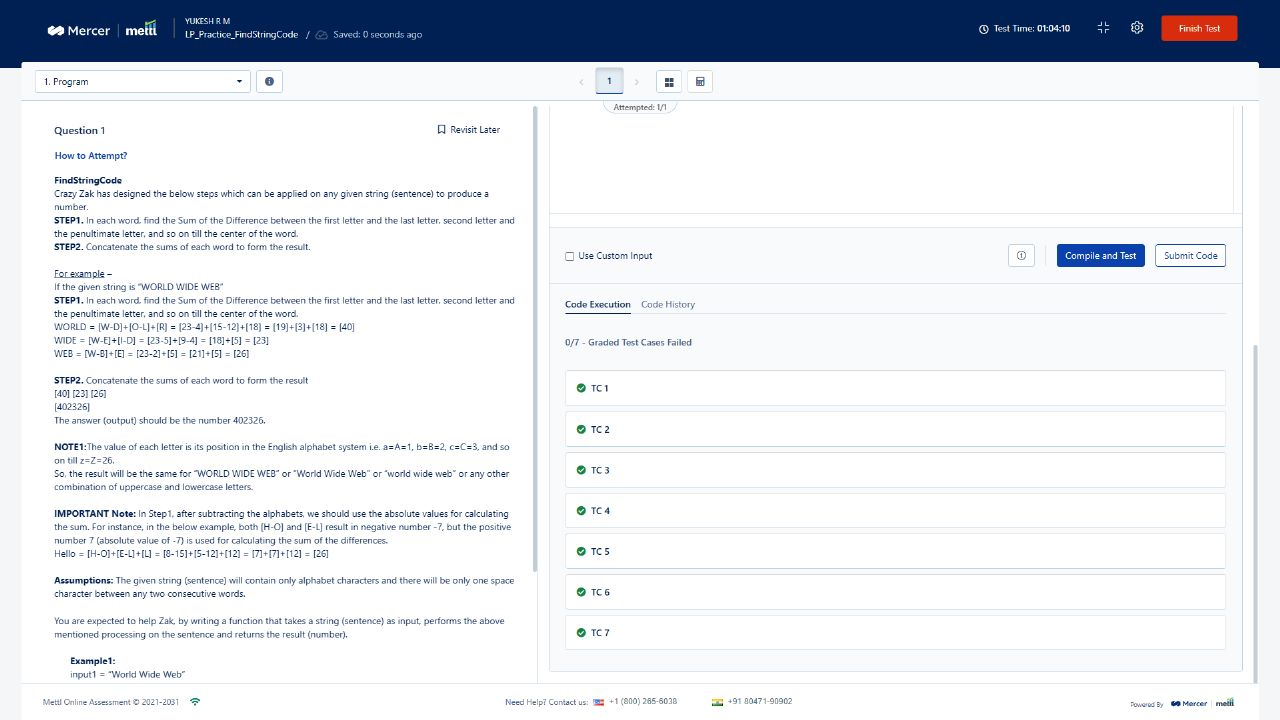 Mercer | mettl
YUKESH R M
LP_Practice_FindStringCode / Saved: 0 seconds ago
Test Time: 01:04:10
Finish Test
1. Program
1
Attempted: 1/1
Question 1
Revisit Later
How to Attempt?
FindStringCode
Crazy Zak has designed the below steps which can be applied on any given string (sentence) to produce a
number.
STEP1. In each word, find the Sum of the Difference between the first letter and the last letter, second letter and
the penultimate letter, and so on till the center of the word.
STEP2. Concatenate the sums of each word to form the result.
For example –
If the given string is “WORLD WIDE WEB”
STEP1. In each word, find the Sum of the Difference between the first letter and the last letter, second letter and
the penultimate letter, and so on till the center of the word.
WORLD = [W-D]+[O-L]+[R] = [23-4]+[15-12]+[18] = [19]+[3]+[18] = [40]
WIDE = [W-E]+[I-D] = [23-5]+[9-4] = [18]+[5] = [23]
WEB = [W-B]+[E] = [23-2]+[5] = [21]+[5] = [26]
STEP2. Concatenate the sums of each word to form the result
[40] [23] [26]
[402326]
The answer (output) should be the number 402326.
NOTE1:The value of each letter is its position in the English alphabet system i.e. a=A=1, b=B=2, c=C=3, and so
on till z=Z=26.
So, the result will be the same for “WORLD WIDE WEB” or “World Wide Web” or “world wide web” or any other
combination of uppercase and lowercase letters.
IMPORTANT Note: In Step1, after subtracting the alphabets, we should use the absolute values for calculating
the sum. For instance, in the below example, both [H-O] and [E-L] result in negative number -7, but the positive
number 7 (absolute value of -7) is used for calculating the sum of the differences.
Hello = [H-O]+[E-L]+[L] = [8-15]+[5-12]+[12] = [7]+[7]+[12] = [26]
Assumptions: The given string (sentence) will contain only alphabet characters and there will be only one space
character between any two consecutive words.
You are expected to help Zak, by writing a function that takes a string (sentence) as input, performs the above
mentioned processing on the sentence and returns the result (number).
Example1:
input1 = “World Wide Web”
Use Custom Input
Compile and Test
Submit Code
Code Execution
Code History
0/7 - Graded Test Cases Failed
TC 1
TC 2
TC 3
TC 4
TC 5
TC 6
TC 7
Mettl Online Assessment © 2021-2031
Need Help? Contact us: +1 (800) 265-6038
+91 80471-90902
Powered By Mercer | mettl